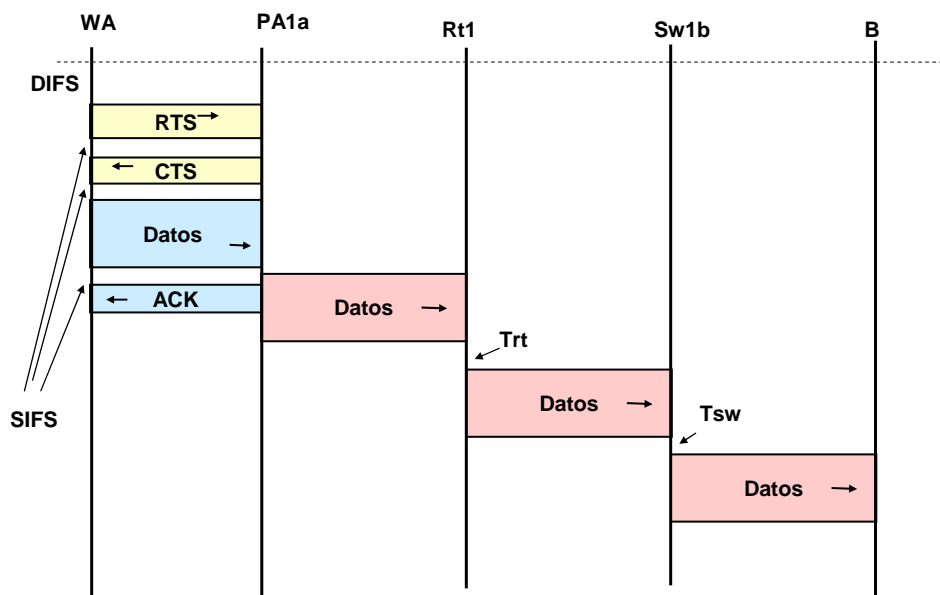 WA
PA1a
Rt1
Sw1b
B
DIFS
RTS
CTS
Datos
ACK
Datos
Trt
Datos
Tsw
SIFS
Datos